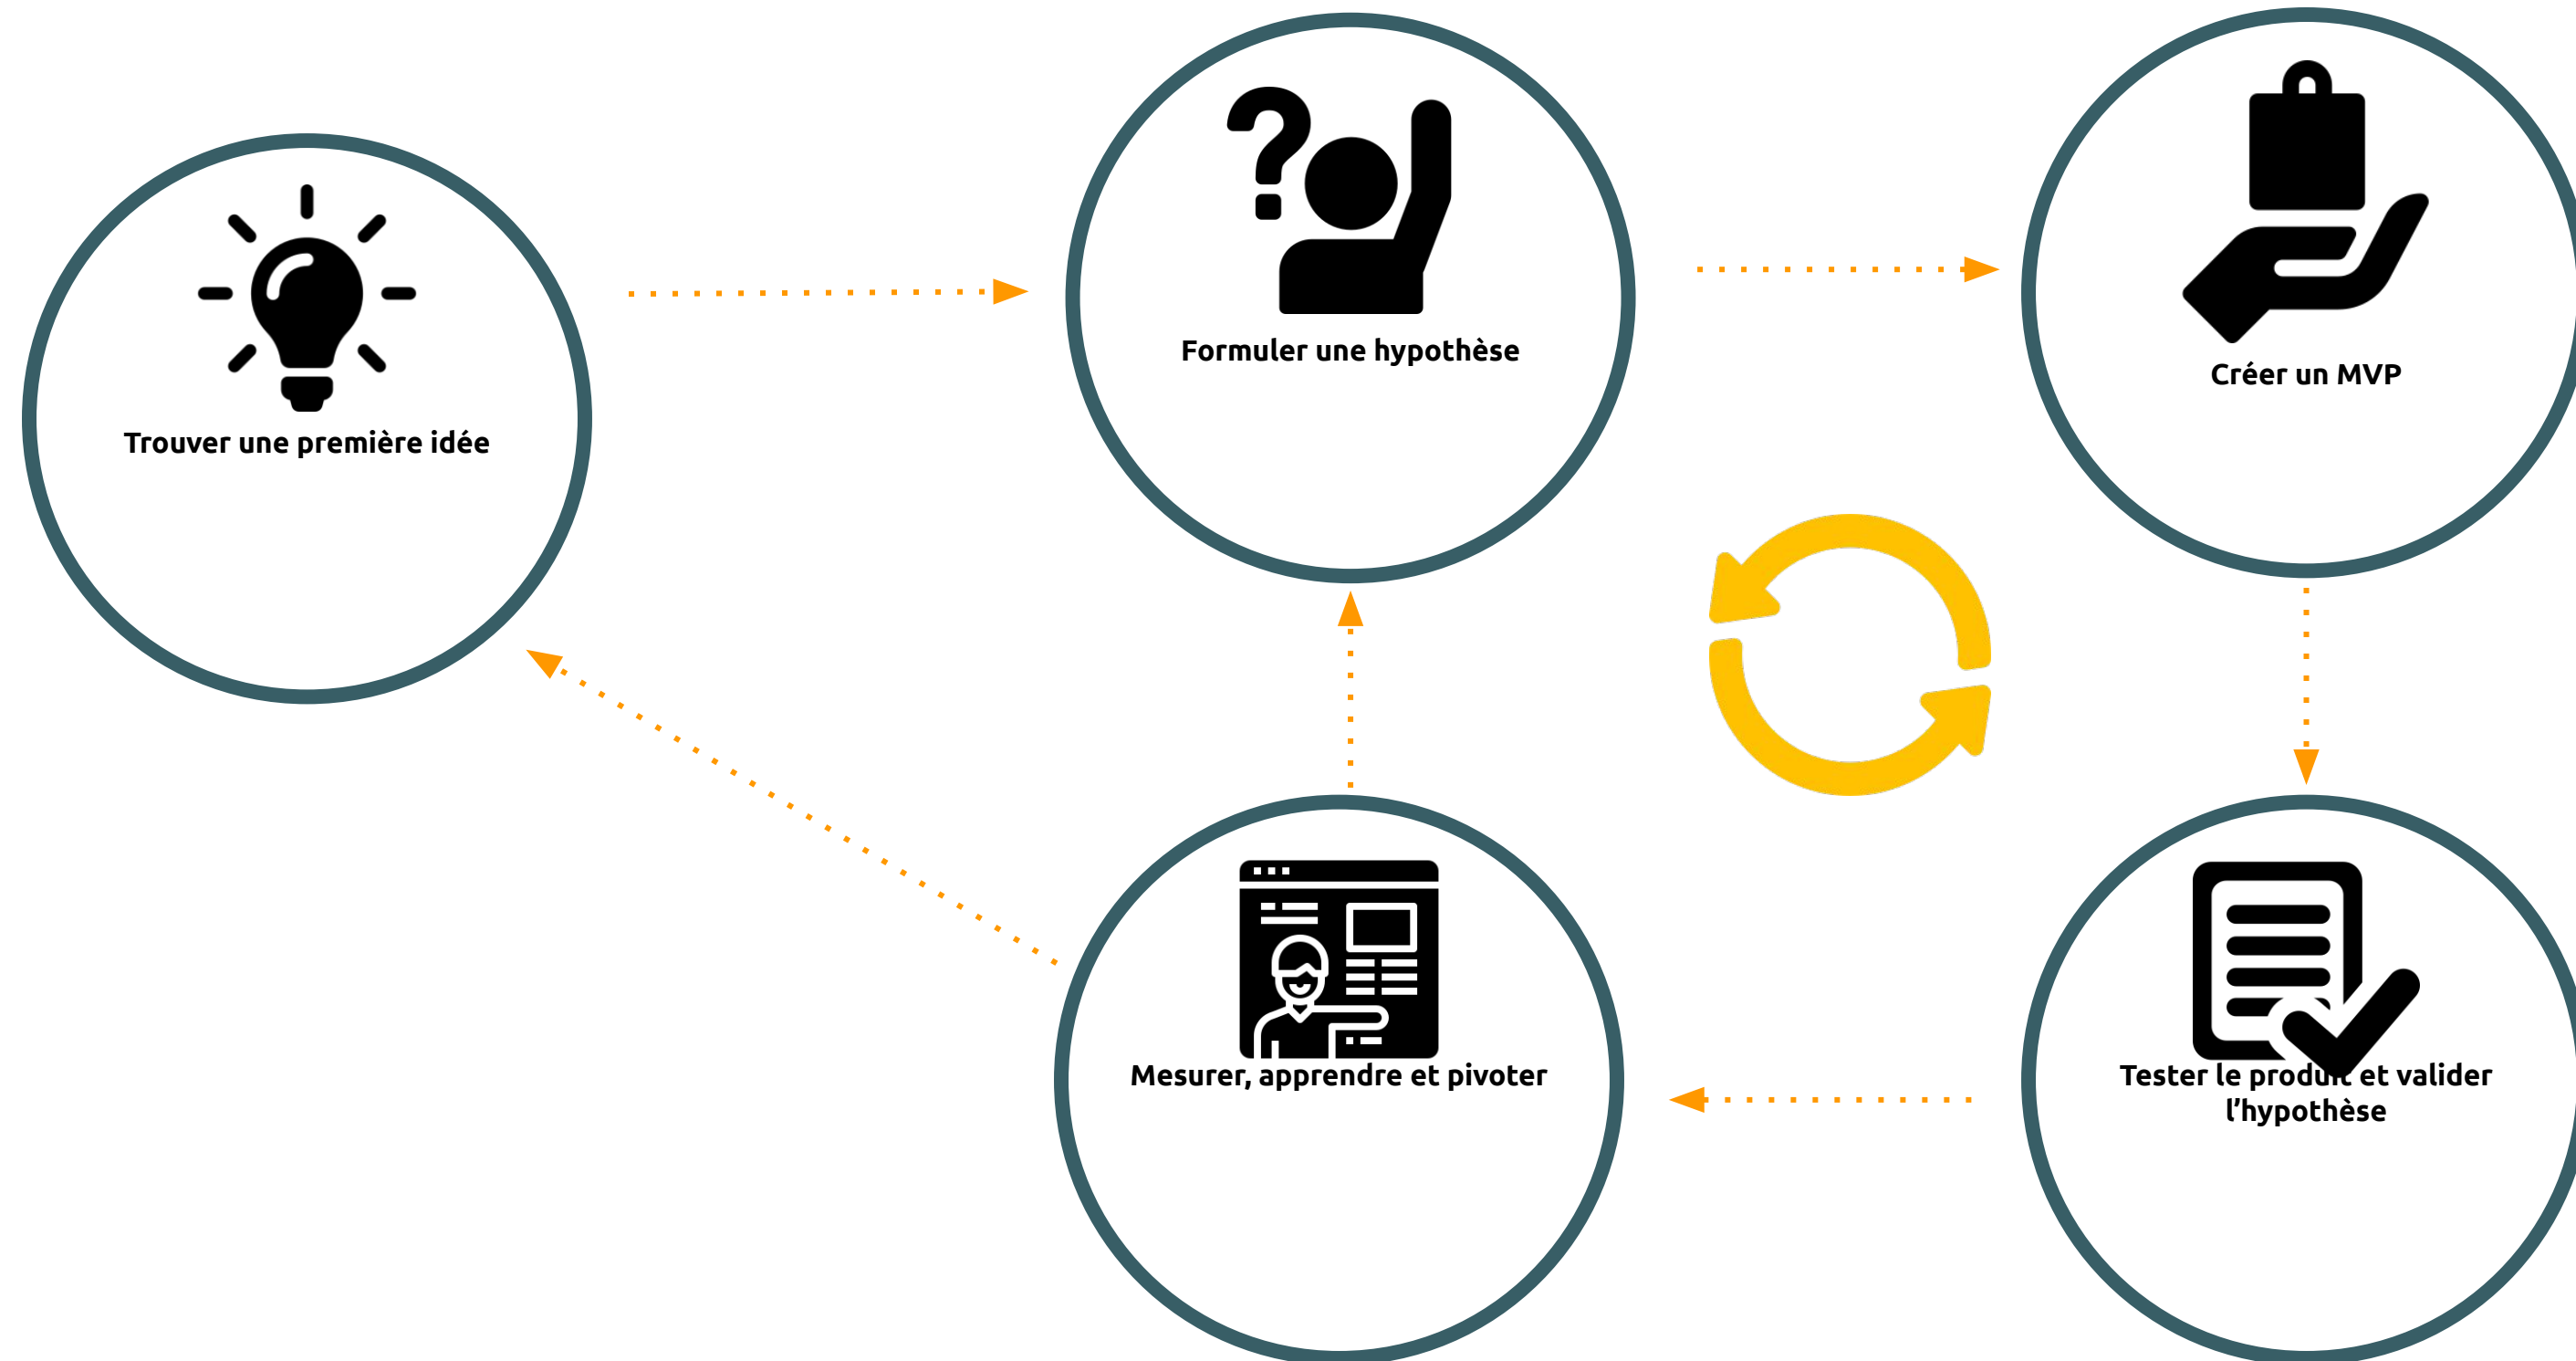 Trouver une première idée
Formuler une hypothèse
Créer un MVP
Mesurer, apprendre et pivoter
Tester le produit et valider
l’hypothèse